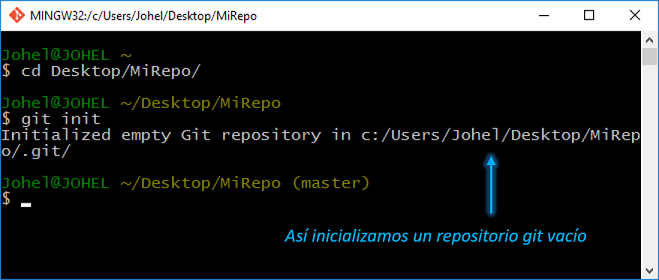 MINGW32:/c/Users/Johel/Desktop/MiRepo
Johel@JOHEL ~
$ cd Desktop/MiRepo/
Johel@JOHEL ~/Desktop/MiRepo
$ git init
Initialized empty Git repository in c:/Users/Johel/Desktop/MiRep
o/.git/
Johel@JOHEL ~/Desktop/MiRepo (master)
$
Así inicializamos un repositorio git vacío